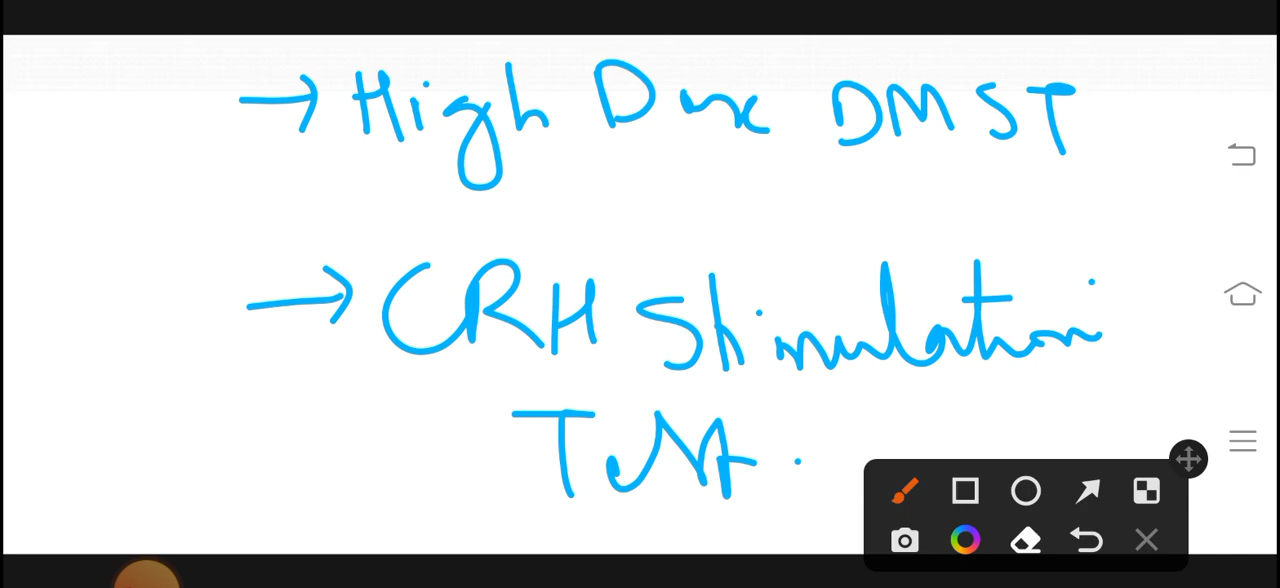 → High Dose DMST
→ CRH Stimulation
Test.